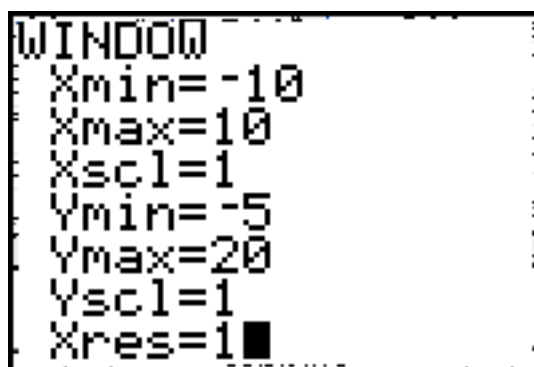 WINDOW
Xmin=-10
Xmax=10
Xscl=1
Ymin=-5
Ymax=20
Yscl=1
Xres=1